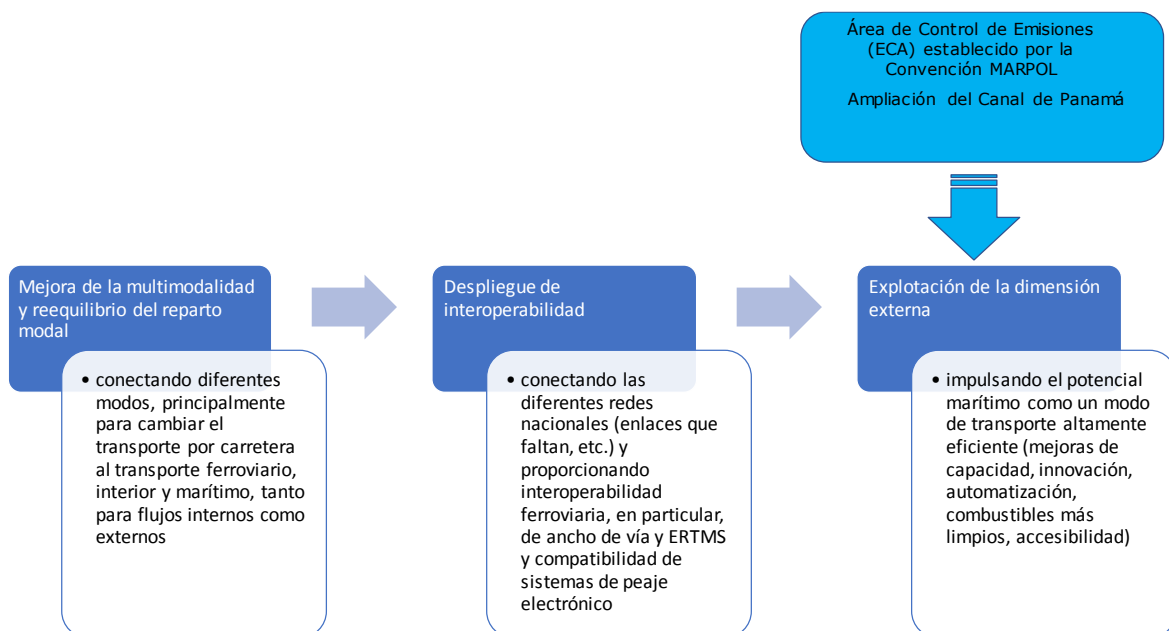 Área de Control de Emisiones
(ECA) establecido por la
Convención MARPOL
Ampliación del Canal de Panamá
Mejora de la multimodalidad
y reequilibrio del reparto
modal
• conectando diferentes
modos, principalmente
para cambiar el
transporte por carretera
al transporte ferroviario,
interior y marítimo, tanto
para flujos internos como
externos
Despliegue de
interoperabilidad
• conectando las
diferentes redes
nacionales (enlaces que
faltan, etc.) y
proporcionando
interoperabilidad
ferroviaria, en particular,
de ancho de vía y ERTMS
y compatibilidad de
sistemas de peaje
electrónico
Explotación de la dimensión
externa
• impulsando el potencial
marítimo como un modo
de transporte altamente
eficiente (mejoras de
capacidad, innovación,
automatización,
combustibles más
limpios, accesibilidad)